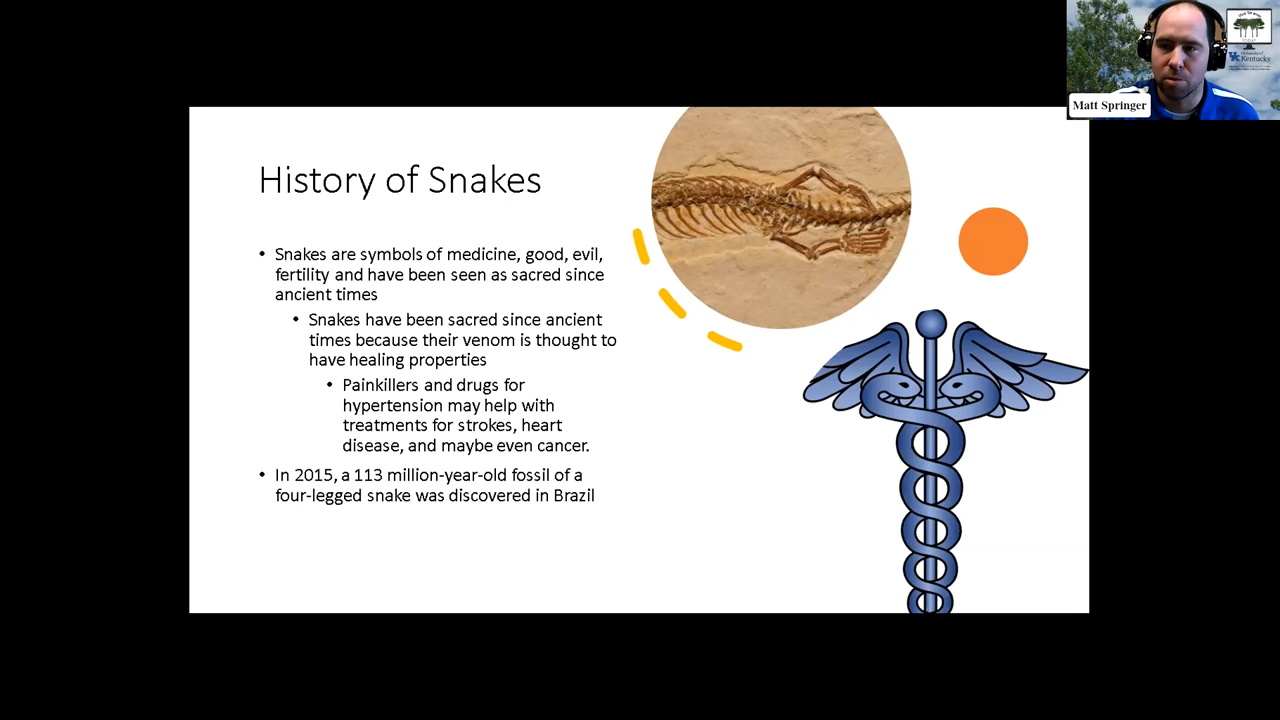 History of Snakes
• Snakes are symbols of medicine, good, evil,
fertility and have been seen as sacred since
ancient times
• Snakes have been sacred since ancient
times because their venom is thought to
have healing properties
• Painkillers and drugs for
hypertension may help with
treatments for strokes, heart
disease, and maybe even cancer.
• In 2015, a 113 million-year-old fossil of a
four-legged snake was discovered in Brazil
Matt Springer
Kentucky